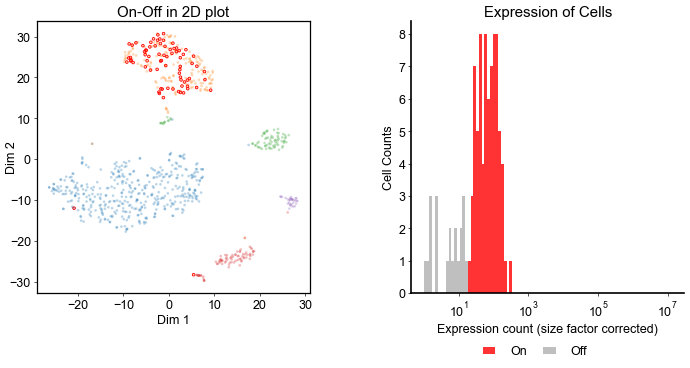 On-Off in 2D plot
30
20
10
0
−10
−20
−30
Dim 2
−20 −10 0 10 20 30
Dim 1
Expression of Cells
8
7
6
5
4
3
2
1
0
Cell Counts
10^1 10^3 10^5 10^7
Expression count (size factor corrected)
On Off